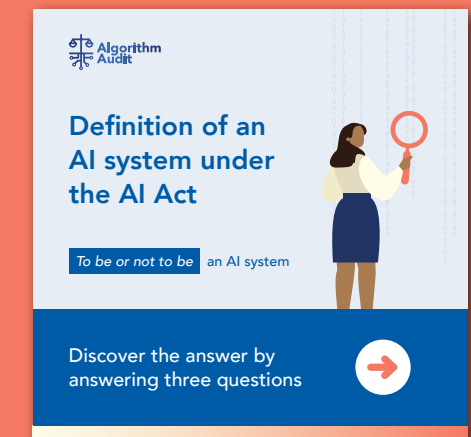 Algorithm
Audit
Definition of an
AI system under
the AI Act
To be or not to be an AI system
Discover the answer by
answering three questions